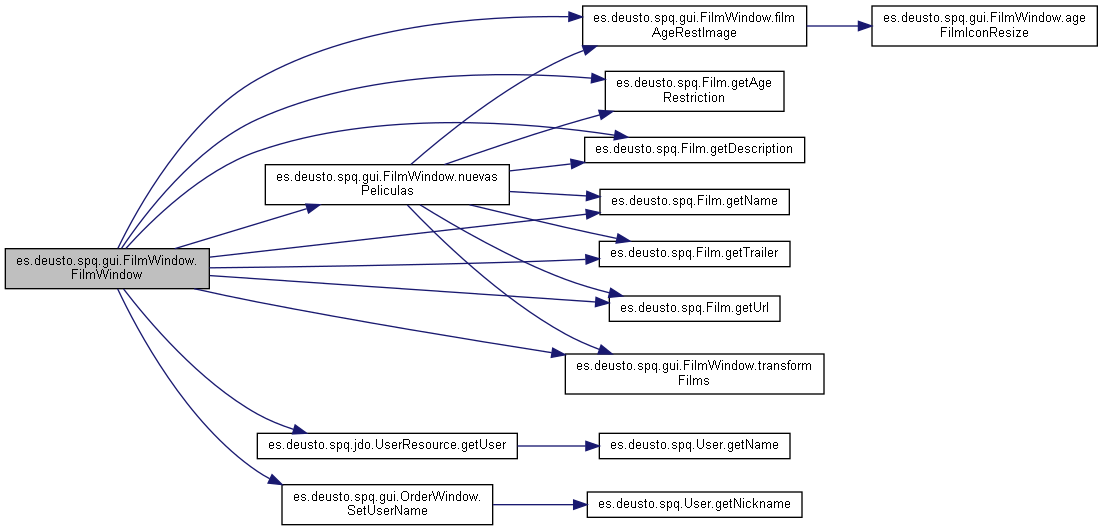 es.deusto.spq.gui.FilmWindow.film
AgeRestImage
es.deusto.spq.gui.FilmWindow.age
FilmIconResize
es.deusto.spq.Film.getAge
Restriction
es.deusto.spq.Film.getDescription
es.deusto.spq.gui.FilmWindow.nuevas
Peliculas
es.deusto.spq.Film.getName
es.deusto.spq.Film.getTrailer
es.deusto.spq.gui.FilmWindow.
FilmWindow
es.deusto.spq.Film.getUrl
es.deusto.spq.gui.FilmWindow.transform
Films
es.deusto.spq.jdo.UserResource.getUser
es.deusto.spq.User.getName
es.deusto.spq.gui.OrderWindow.
SetUserName
es.deusto.spq.User.getNickname